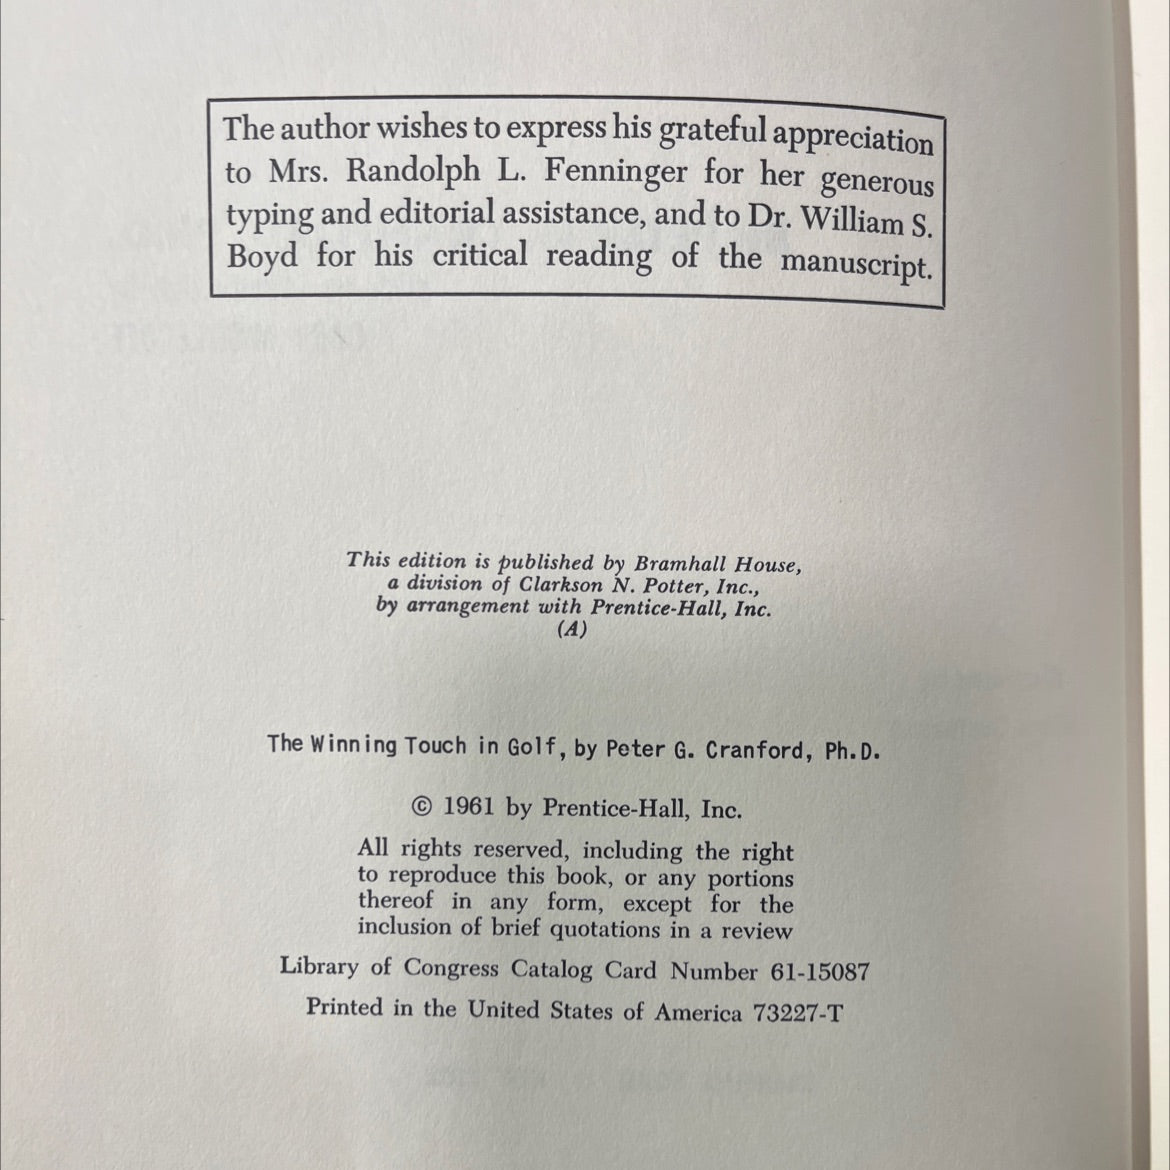 The author wishes to express his grateful appreciation
to Mrs. Randolph L. Fenninger for her generous
typing and editorial assistance, and to Dr. William S.
Boyd for his critical reading of the manuscript.
This edition is published by Bramhall House,
a division of Clarkson N. Potter, Inc.,
by arrangement with Prentice-Hall, Inc.
(A)
The Winning Touch in Golf, by Peter G. Cranford, Ph.D.
© 1961 by Prentice-Hall, Inc.
All rights reserved, including the right
to reproduce this book, or any portions
thereof in any form, except for the
inclusion of brief quotations in a review
Library of Congress Catalog Card Number 61-15087
Printed in the United States of America 73227-T